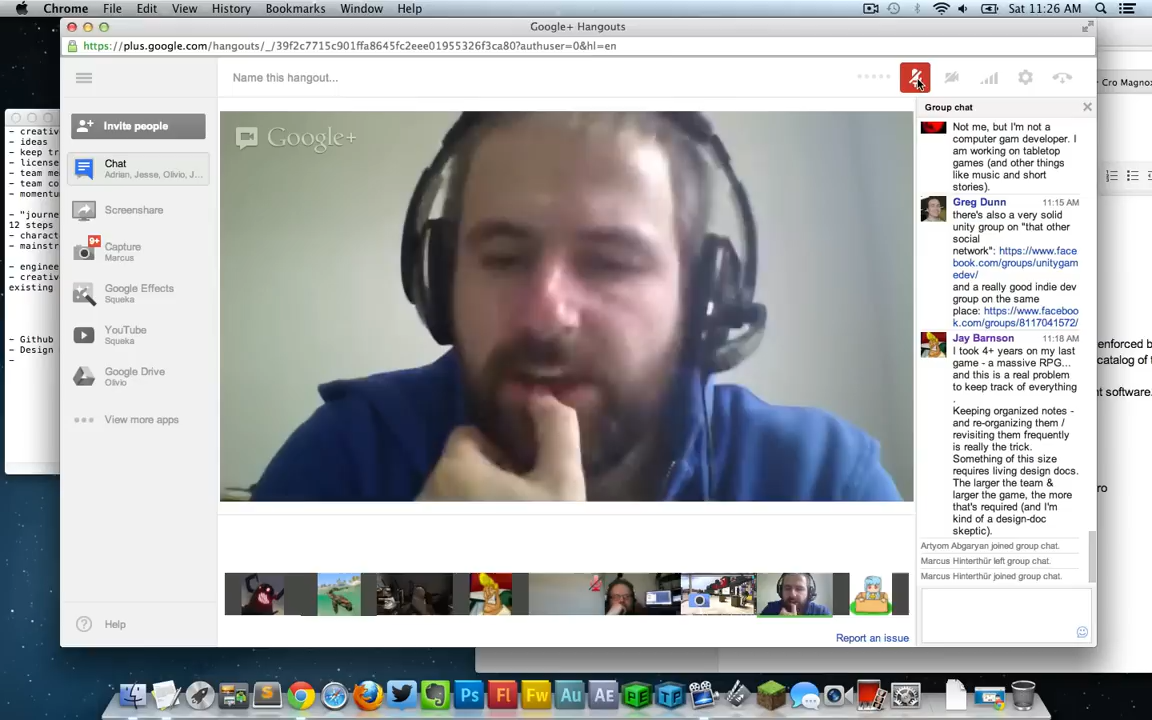 Chrome File Edit View History Bookmarks Window Help Sat 11:26 AM
Google+ Hangouts
https://plus.google.com/hangouts/_/39f2c7715c901ffa8645fc2eee01955326f3ca80?authuser=0&hl=en
Name this hangout...
Cro Magnox
Invite people
Chat
Adrian, Jesse, Olivio, J...
Screenshare
9+
Capture
Marcus
Google Effects
Squeka
YouTube
Squeka
Google Drive
Olivio
View more apps
Help
- creativ
- ideas
- keep tr
- license
- team me
- team co
- momentu
- "journe
12 steps
- charact
- mainstr
- enginee
- creativ
existing
- Github
- Design
-
Google+
Group chat
Not me, but I'm not a
computer gam developer. I
am working on tabletop
games (and other things
like music and short
stories).
Greg Dunn 11:15 AM
there's also a very solid
unity group on "that other
social
network": https://www.face
book.com/groups/unitygam
edev/
and a really good indie dev
group on the same
place: https://www.faceboo
k.com/groups/8117041572/
Jay Barnson 11:18 AM
I took 4+ years on my last
game - a massive RPG...
and this is a real problem
to keep track of everything
.
Keeping organized notes -
and re-organizing them /
revisiting them frequently
is really the trick.
Something of this size
requires living design docs.
The larger the team &
larger the game, the more
that's required (and I'm
kind of a design-doc
skeptic).
Artyom Abgaryan joined group chat.
Marcus Hinterthür left group chat.
Marcus Hinterthür joined group chat.
Report an issue
enforced b
catalog of t
nt software.
ro
Ps Fl Fw Au Ae
TP